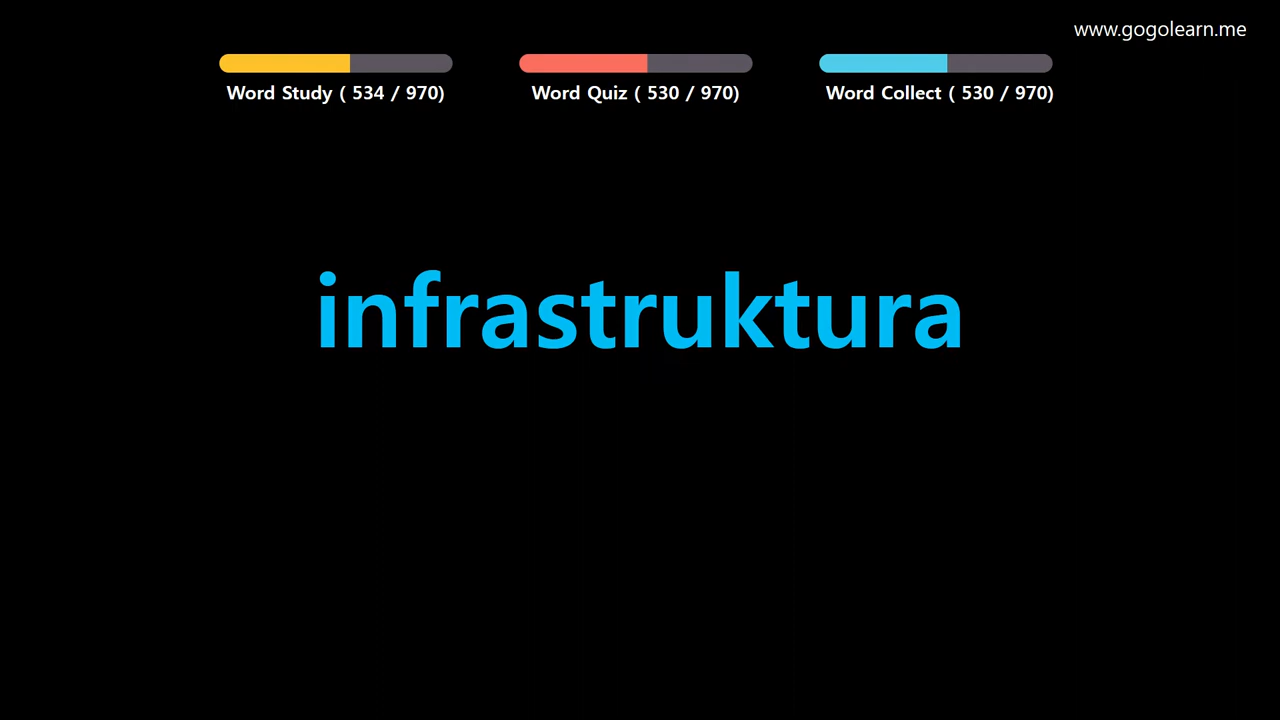 www.gogolearn.me
Word Study ( 534 / 970)
Word Quiz ( 530 / 970)
Word Collect ( 530 / 970)
infrastruktura